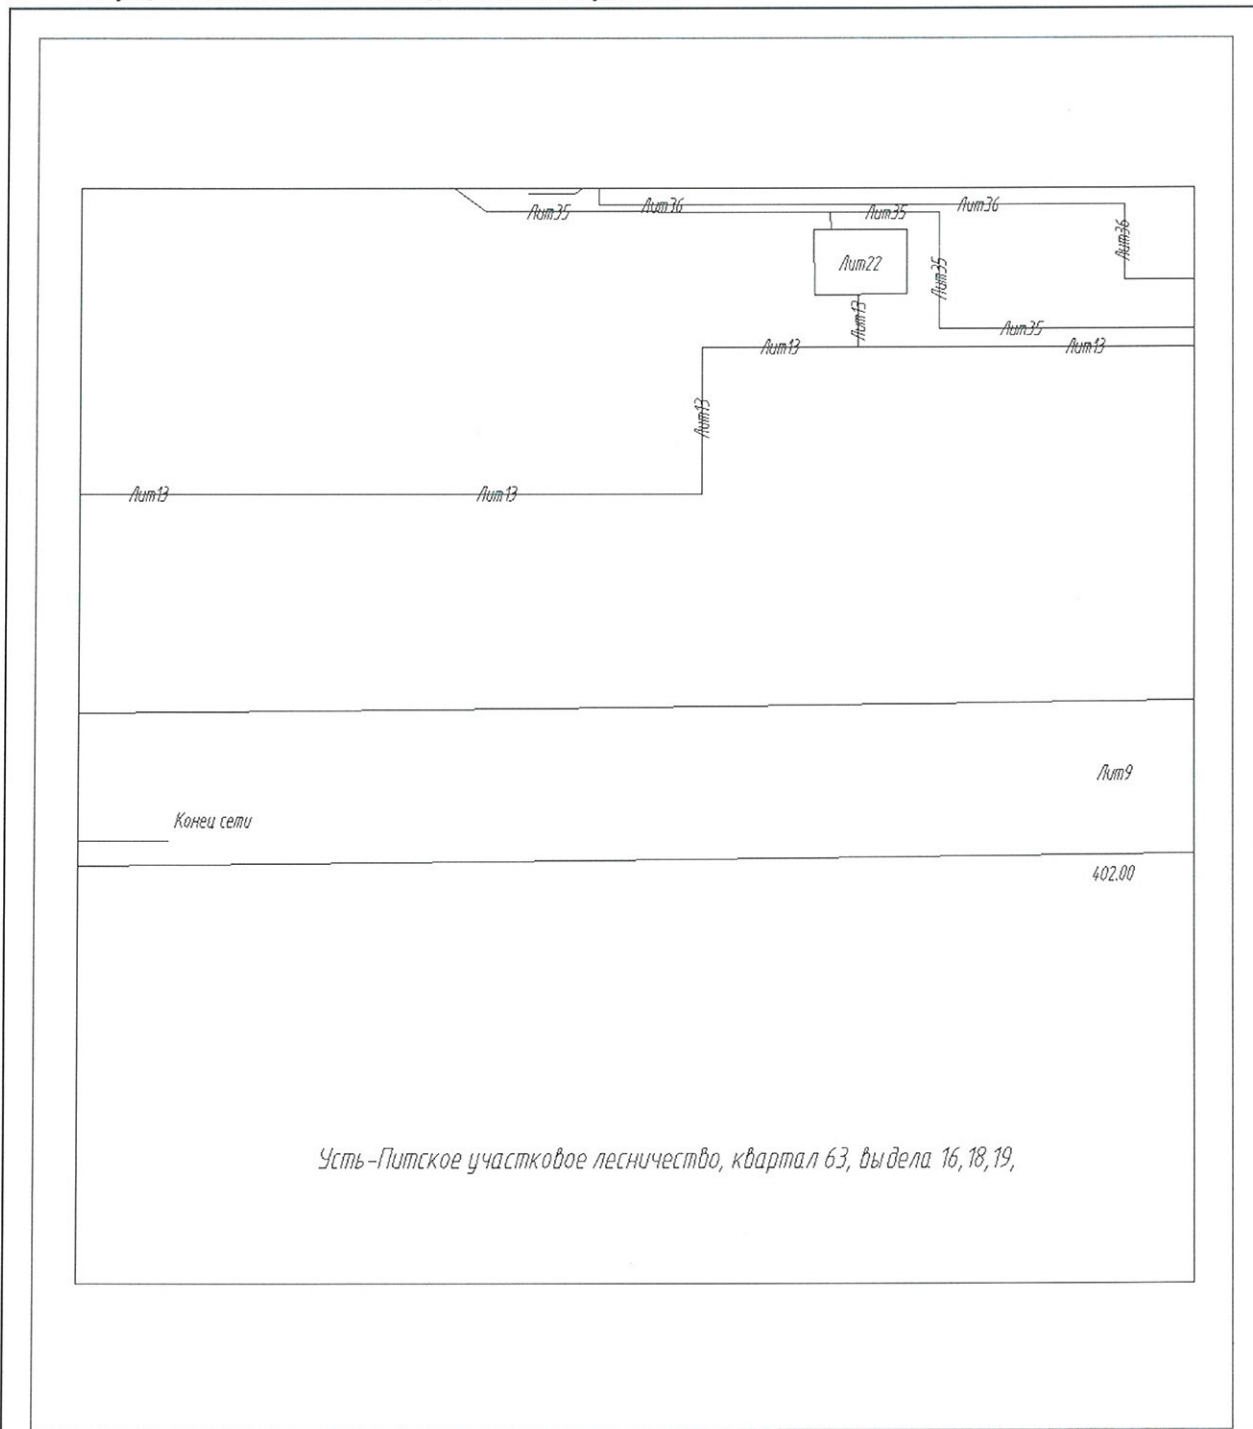 Лит35
Лит36
Лит35
Лит36
Лит36
Лит22
Лит35
Лит13
Лит35
Лит13
Лит13
Лит13
Лит13
Лит13
Лит9
Конец сети
402.00
Усть-Питское участковое лесничество, квартал 63, выдела 16,18,19,